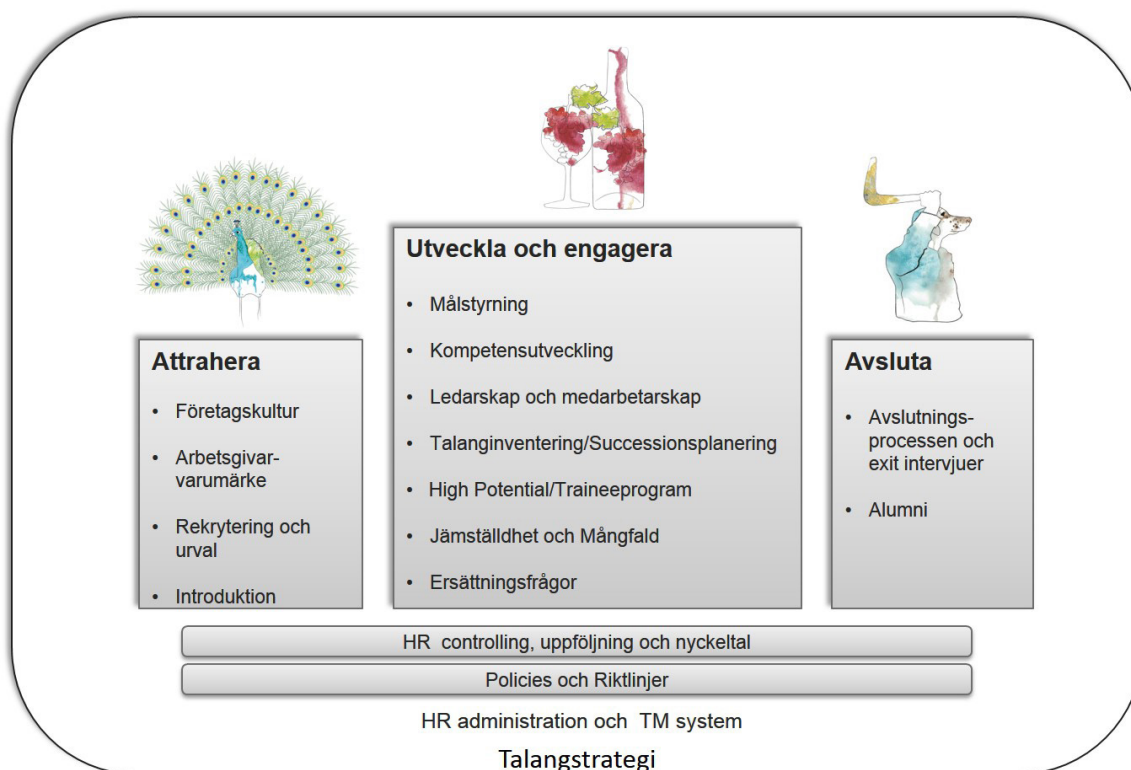 Attrahera
• Företagskultur
• Arbetsgivar-
varumärke
• Rekrytering och
urval
• Introduktion
Utveckla och engagera
• Målstyrning
• Kompetensutveckling
• Ledarskap och medarbetarskap
• Talanginventering/Successionsplanering
• High Potential/Traineeprogram
• Jämställdhet och Mångfald
• Ersättningsfrågor
Avsluta
• Avslutnings-
processen och
exit intervjuer
• Alumni
HR controlling, uppföljning och nyckeltal
Policies och Riktlinjer
HR administration och TM system
Talangstrategi